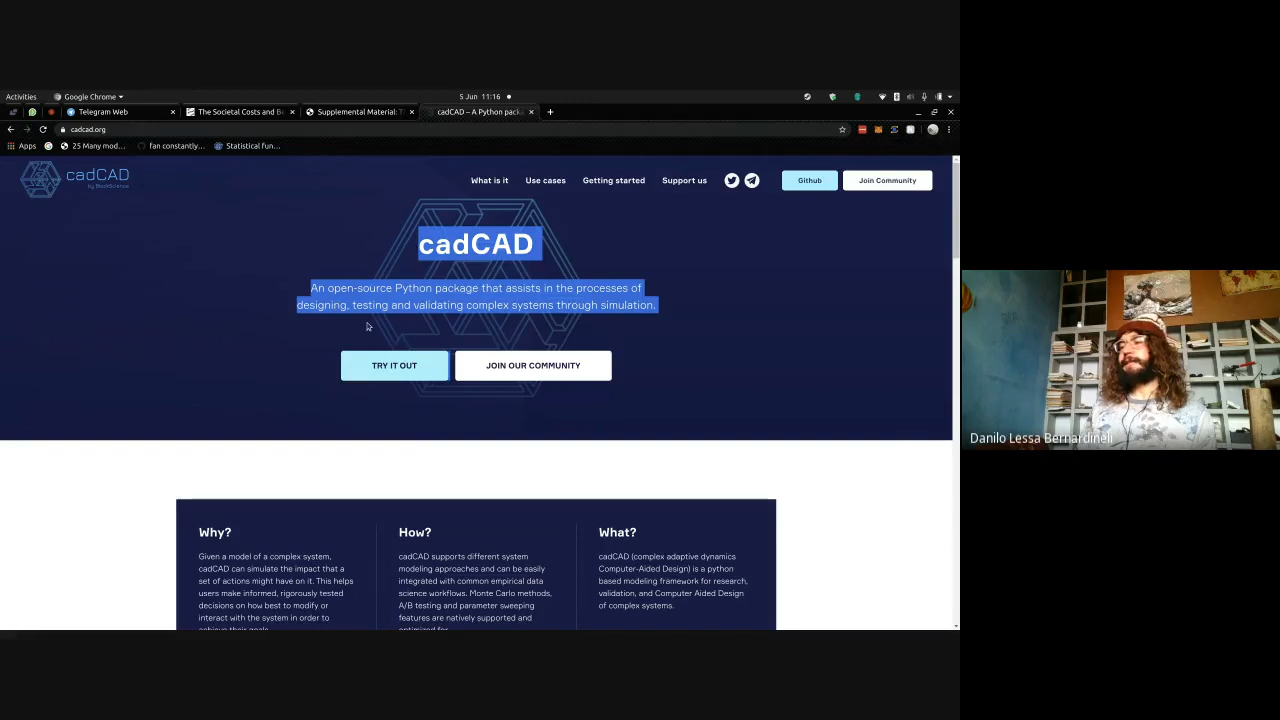 Activities
Google Chrome
5 Jun 11:16
Telegram Web
The Societal Costs and B
Supplemental Material: T
cadCAD – A Python pack
cadcad.org
Apps
25 Many mod...
fan constantly...
Statistical fun...
cadCAD
by BlockScience
What is it
Use cases
Getting started
Support us
Github
Join Community
cadCAD
An open-source Python package that assists in the processes of
designing, testing and validating complex systems through simulation.
TRY IT OUT
JOIN OUR COMMUNITY
Why?
Given a model of a complex system,
cadCAD can simulate the impact that a
set of actions might have on it. This helps
users make informed, rigorously tested
decisions on how best to modify or
interact with the system in order to
achieve their goals.
How?
cadCAD supports different system
modeling approaches and can be easily
integrated with common empirical data
science workflows. Monte Carlo methods,
A/B testing and parameter sweeping
features are natively supported and
optimized for.
What?
cadCAD (complex adaptive dynamics
Computer-Aided Design) is a python
based modeling framework for research,
validation, and Computer Aided Design
of complex systems.
Danilo Lessa Bernardineli